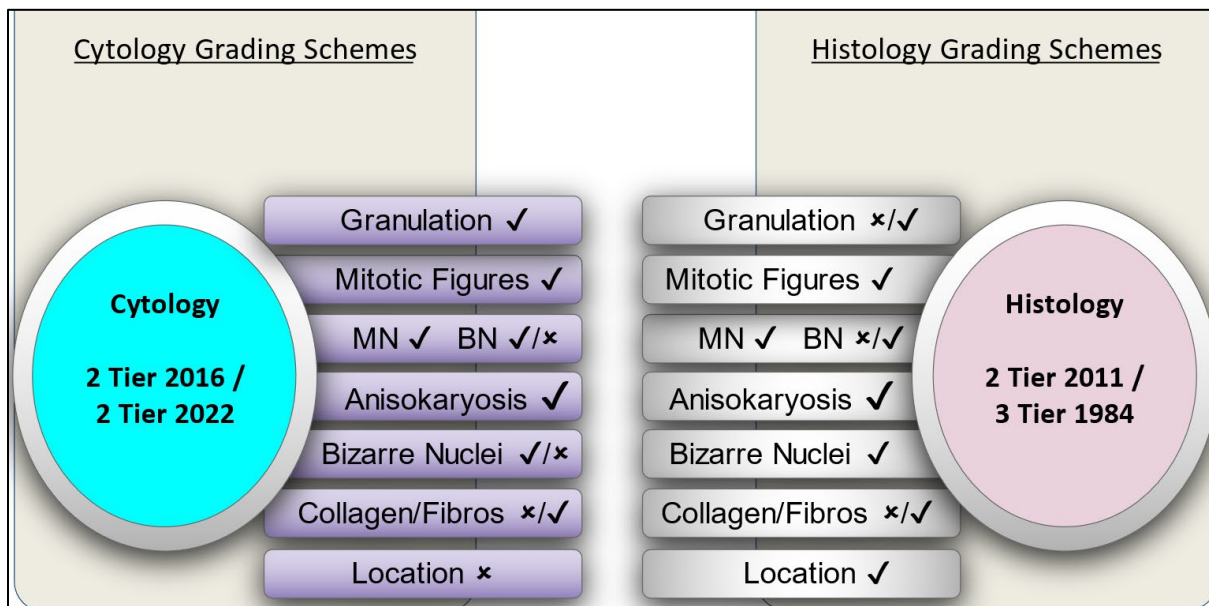 Cytology Grading Schemes
Cytology
2 Tier 2016 /
2 Tier 2022
Granulation ✓
Mitotic Figures ✓
MN ✓ BN ✓/×
Anisokaryosis ✓
Bizarre Nuclei ✓/×
Collagen/Fibros ×/✓
Location ×
Histology Grading Schemes
Granulation ×/✓
Mitotic Figures ✓
MN ✓ BN ×/✓
Anisokaryosis ✓
Bizarre Nuclei ✓
Collagen/Fibros ×/✓
Location ✓
Histology
2 Tier 2011 /
3 Tier 1984